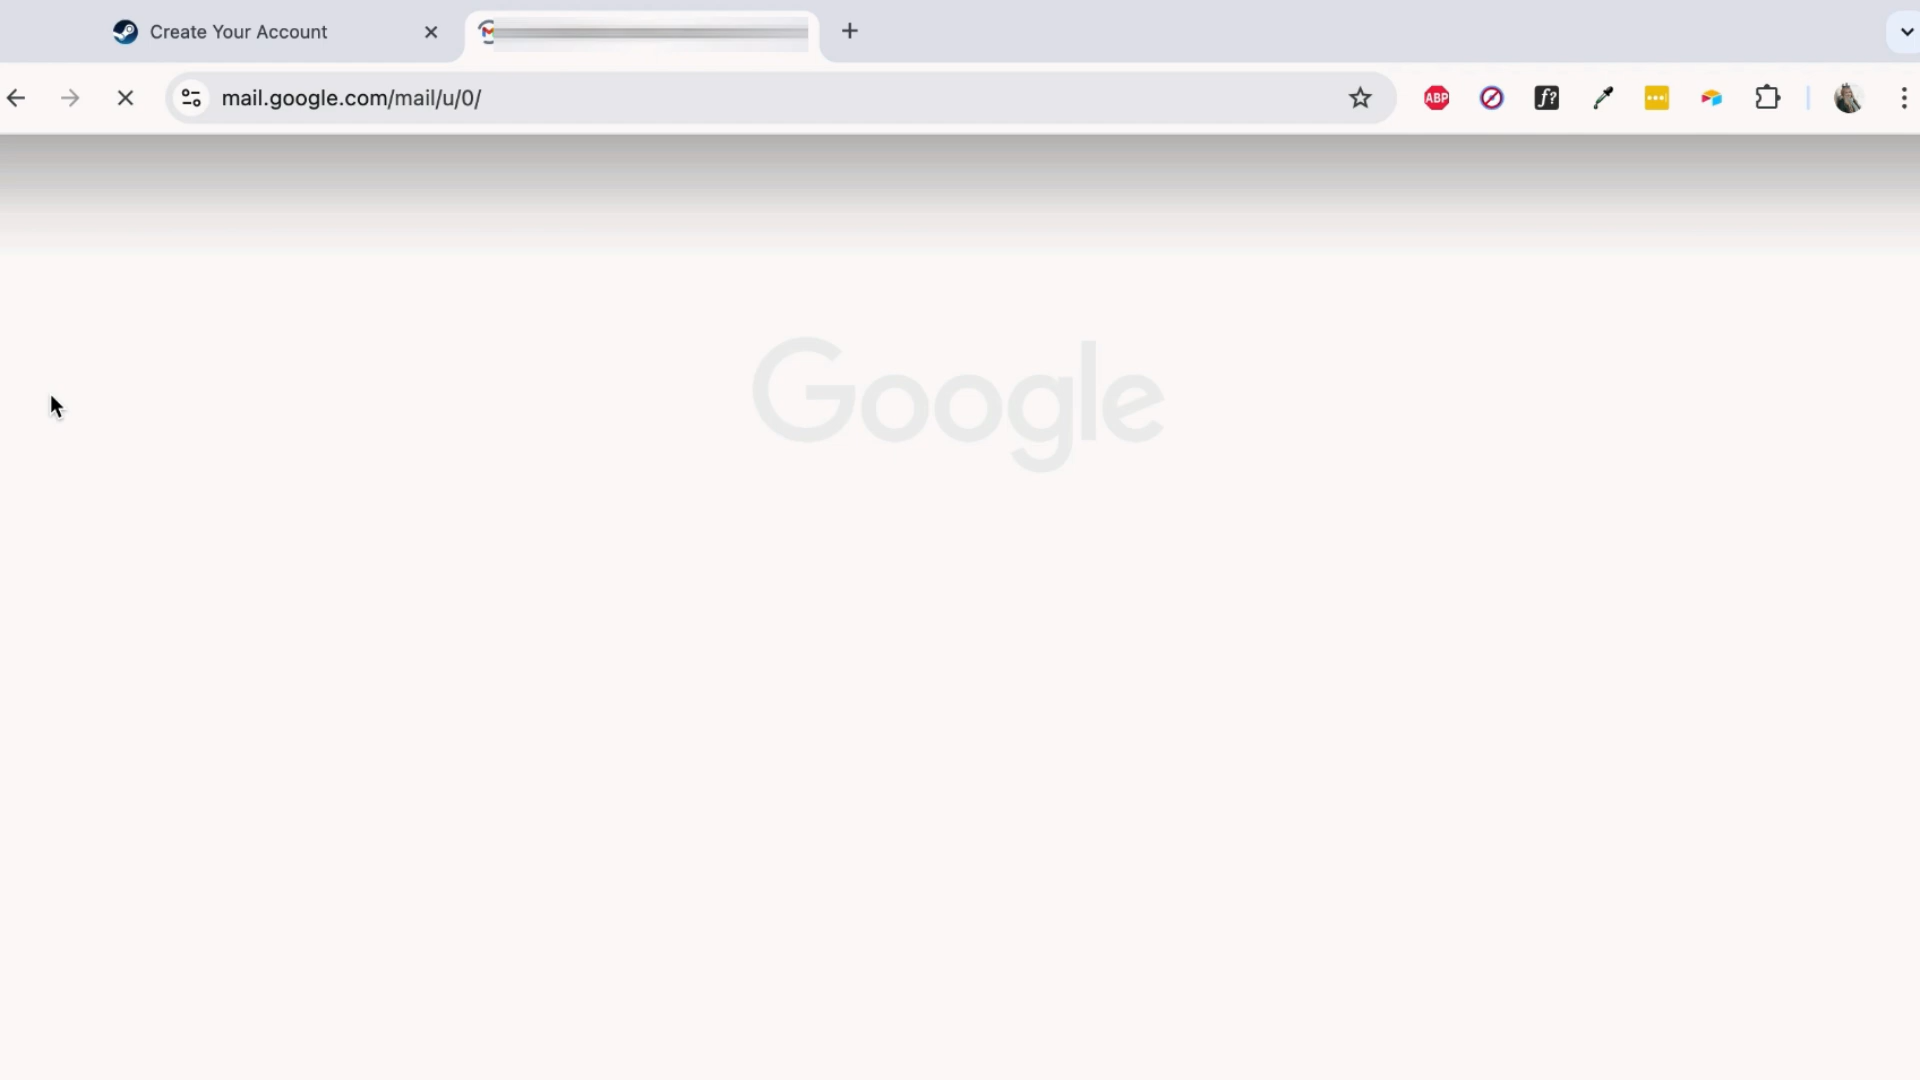 Create Your Account
mail.google.com/mail/u/0/
ABP
f?
Google